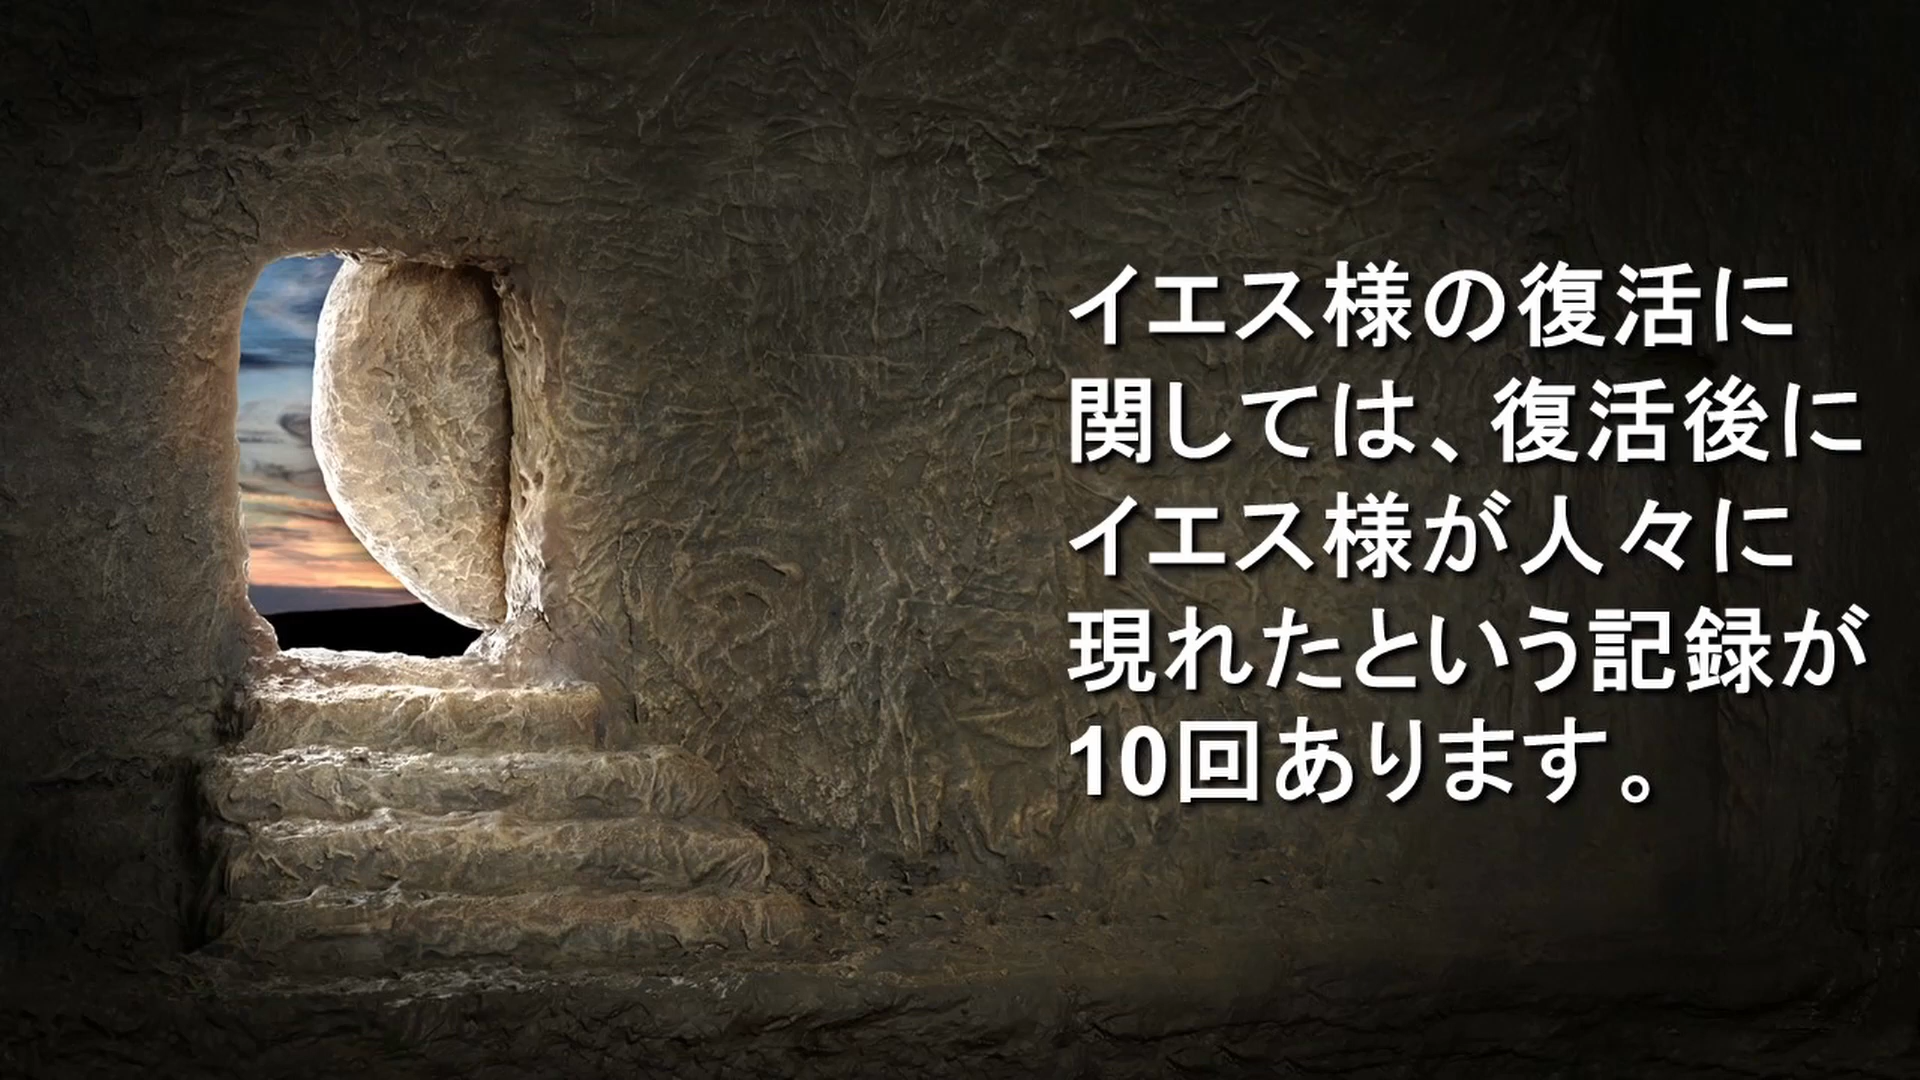 イエス様の復活に
関しては、復活後に
イエス様が人々に
現れたという記録が
10回あります。